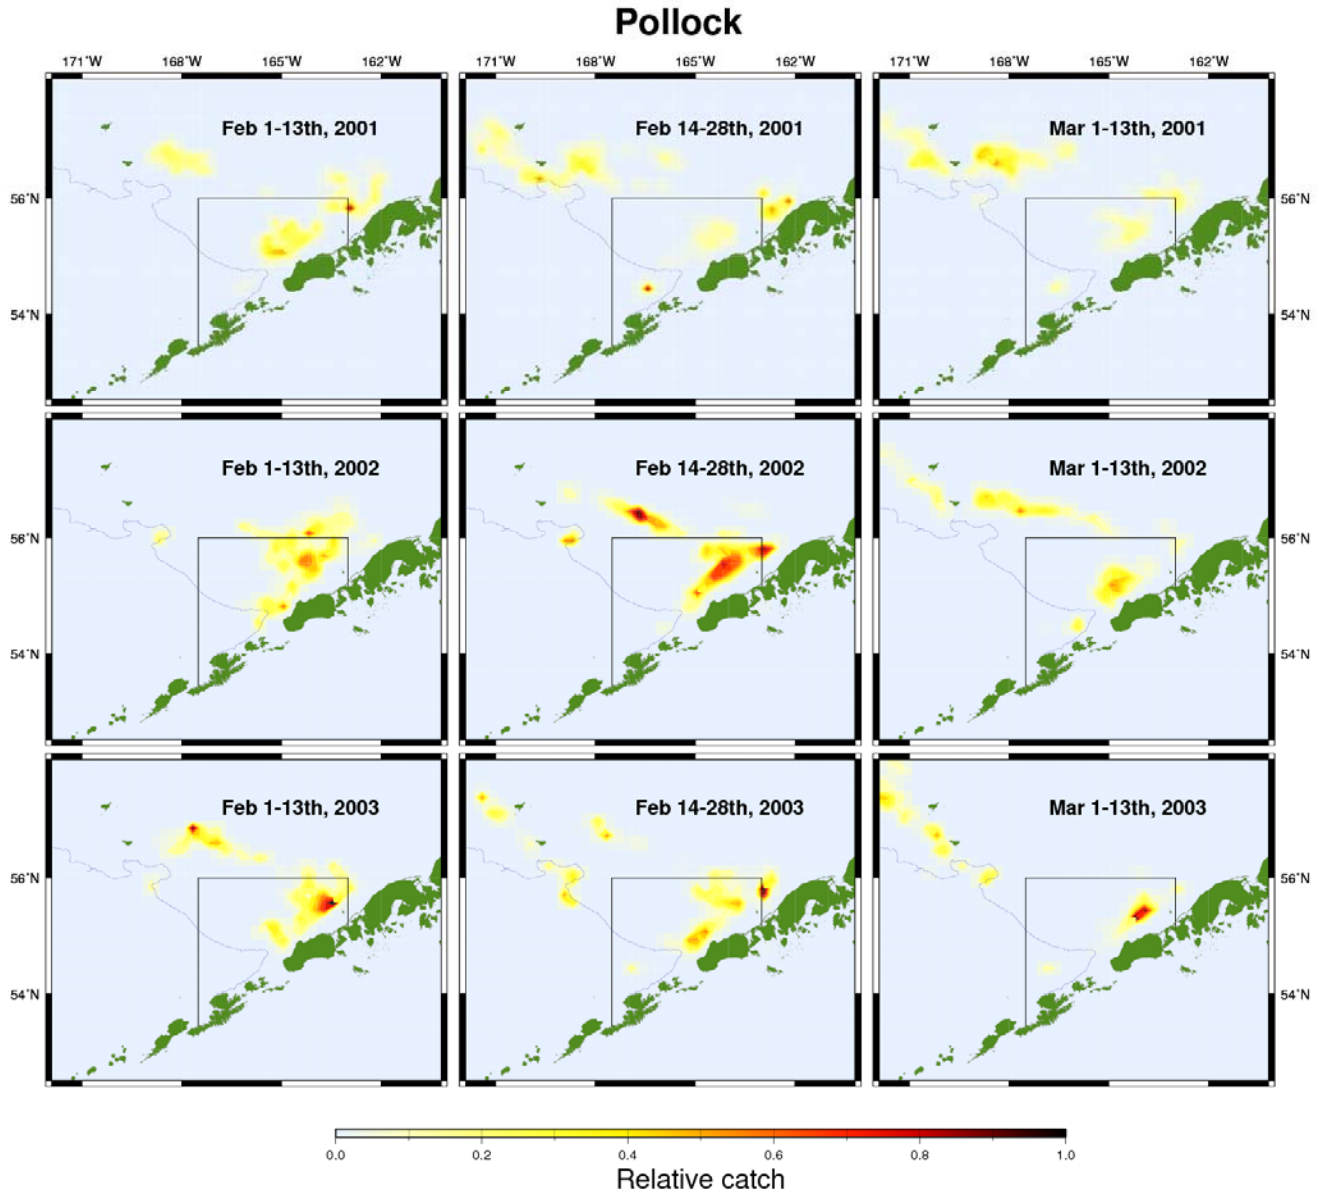 Pollock
171°W 168°W 165°W 162°W 171°W 168°W 165°W 162°W 171°W 168°W 165°W 162°W
Feb 1-13th, 2001 Feb 14-28th, 2001 Mar 1-13th, 2001
56°N 56°N
54°N 54°N
Feb 1-13th, 2002 Feb 14-28th, 2002 Mar 1-13th, 2002
56°N 56°N
54°N 54°N
Feb 1-13th, 2003 Feb 14-28th, 2003 Mar 1-13th, 2003
56°N 56°N
54°N 54°N
0.0 0.2 0.4 0.6 0.8 1.0
Relative catch